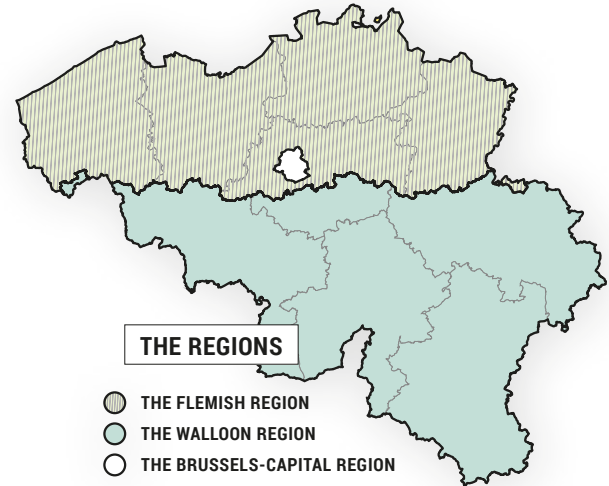 THE REGIONS
THE FLEMISH REGION
THE WALLOON REGION
THE BRUSSELS-CAPITAL REGION